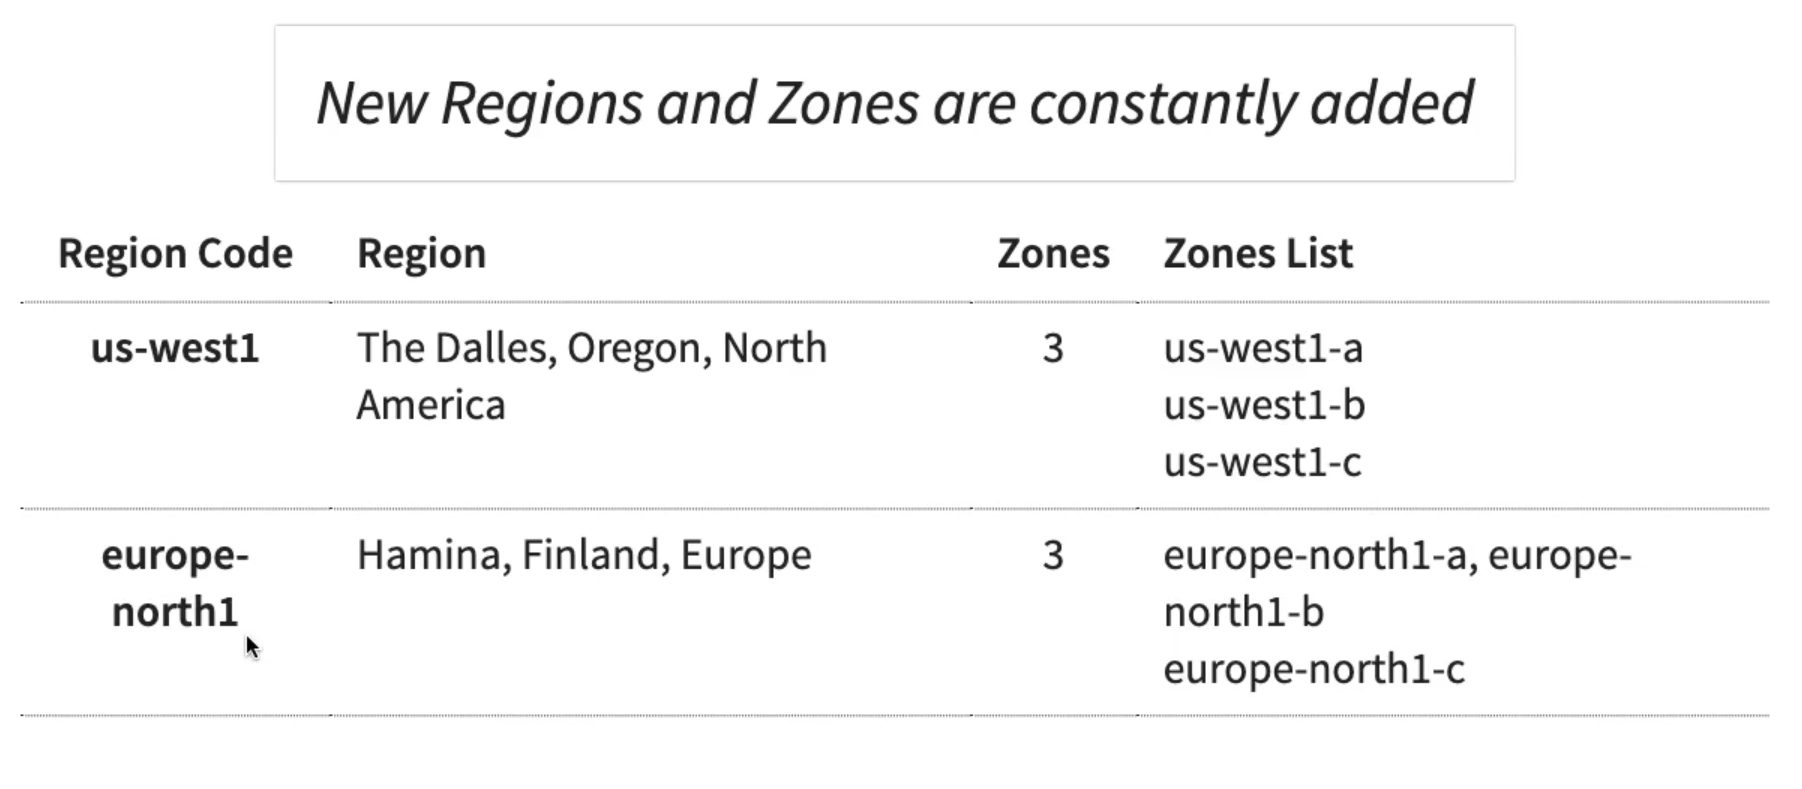 New Regions and Zones are constantly added
Region Code Region Zones Zones List
us-west1 The Dalles, Oregon, North 3 us-west1-a
America us-west1-b
us-west1-c
europe- Hamina, Finland, Europe 3 europe-north1-a, europe-
north1 north1-b
europe-north1-c